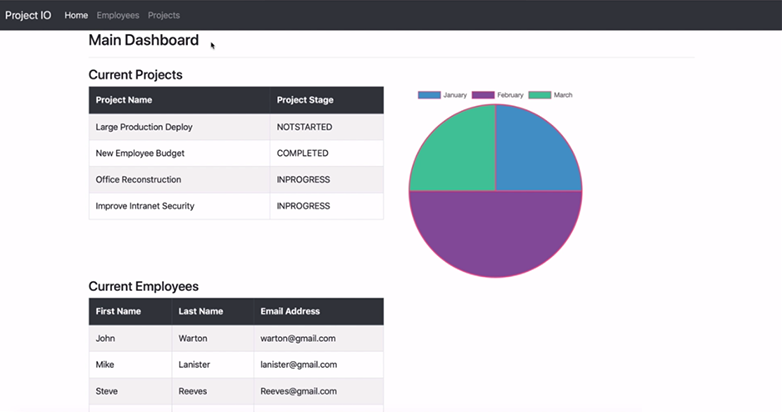 Project IO Home Employees Projects
Main Dashboard
Current Projects
Project Name Project Stage
Large Production Deploy NOTSTARTED
New Employee Budget COMPLETED
Office Reconstruction INPROGRESS
Improve Intranet Security INPROGRESS
January February March
Current Employees
First Name Last Name Email Address
John Warton warton@gmail.com
Mike Lanister lanister@gmail.com
Steve Reeves Reeves@gmail.com